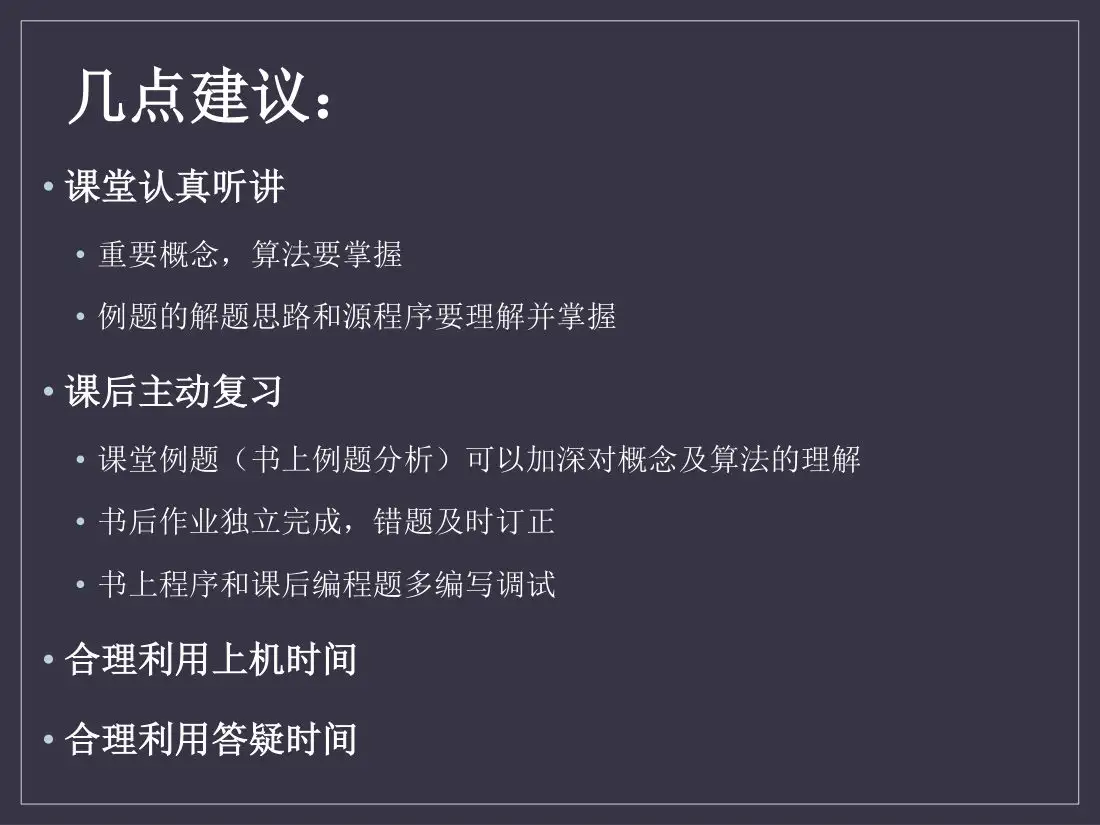 几点建议：
• 课堂认真听讲
• 重要概念，算法要掌握
• 例题的解题思路和源程序要理解并掌握
• 课后主动复习
• 课堂例题（书上例题分析）可以加深对概念及算法的理解
• 书后作业独立完成，错题及时订正
• 书上程序和课后编程题多编写调试
• 合理利用上机时间
• 合理利用答疑时间